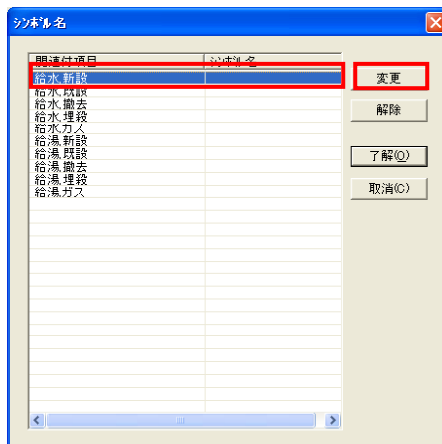 シンボル名
関連付項目 シンボル名
給水,新設
給水,既設
給水,撤去
給水,埋殺
給水,ガス
給湯,新設
給湯,既設
給湯,撤去
給湯,埋殺
給湯,ガス
変更
解除
了解(O)
取消(C)